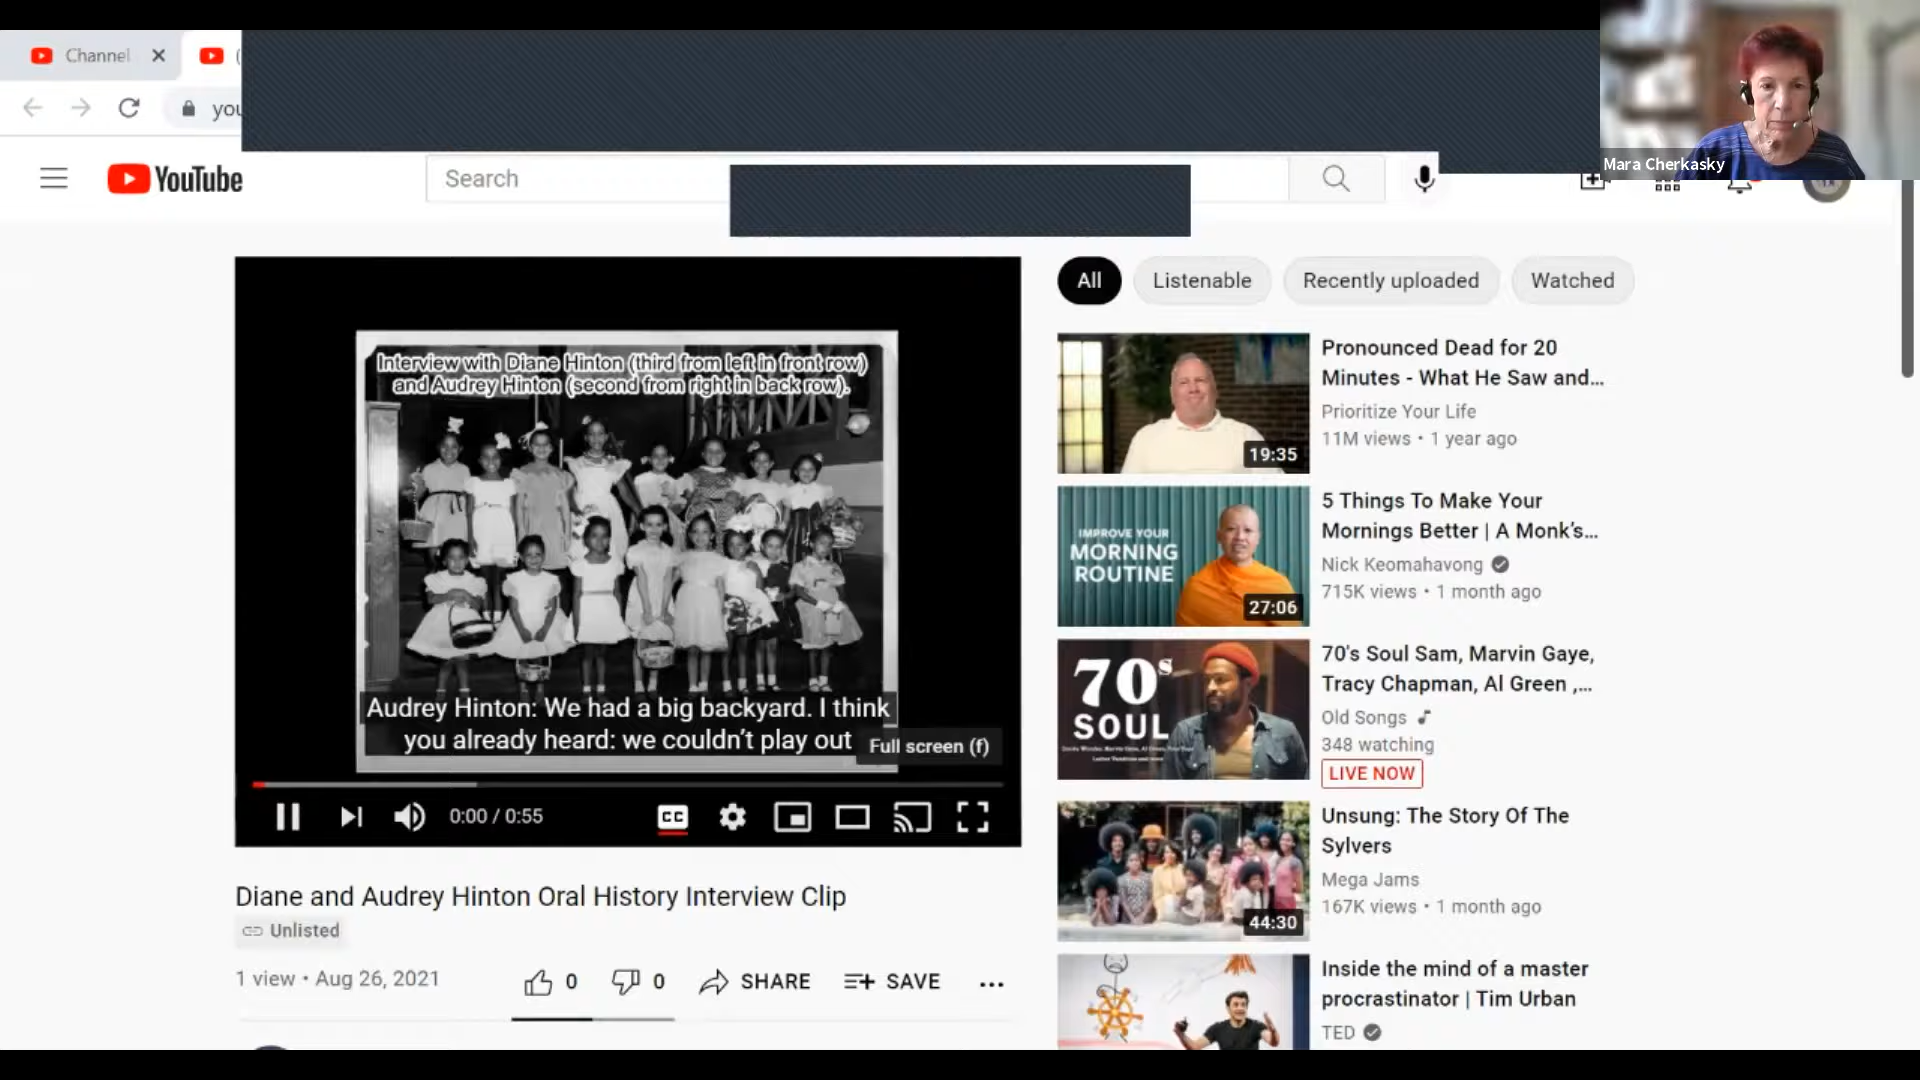 Channel
(
you
Mara Cherkasky
YouTube
Search
All
Listenable
Recently uploaded
Watched
Interview with Diane Hinton (third from left in front row)
and Audrey Hinton (second from right in back row).
Audrey Hinton: We had a big backyard. I think
you already heard: we couldn't play out
Full screen (f)
0:00 / 0:55
CC
Diane and Audrey Hinton Oral History Interview Clip
Unlisted
1 view • Aug 26, 2021
0
0
SHARE
SAVE
19:35
Pronounced Dead for 20
Minutes - What He Saw and...
Prioritize Your Life
11M views • 1 year ago
IMPROVE YOUR
MORNING
ROUTINE
27:06
5 Things To Make Your
Mornings Better | A Monk's...
Nick Keomahavong
715K views • 1 month ago
70s
SOUL
70's Soul Sam, Marvin Gaye,
Tracy Chapman, Al Green ,...
Old Songs
348 watching
LIVE NOW
44:30
Unsung: The Story Of The
Sylvers
Mega Jams
167K views • 1 month ago
Inside the mind of a master
procrastinator | Tim Urban
TED